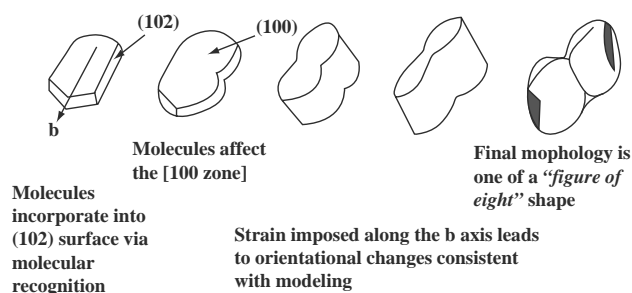 (102)
(100)
b
Molecules affect
the [100 zone]
Final mophology is
one of a “figure of
eight” shape
Molecules
incorporate into
(102) surface via
molecular
recognition
Strain imposed along the b axis leads
to orientational changes consistent
with modeling